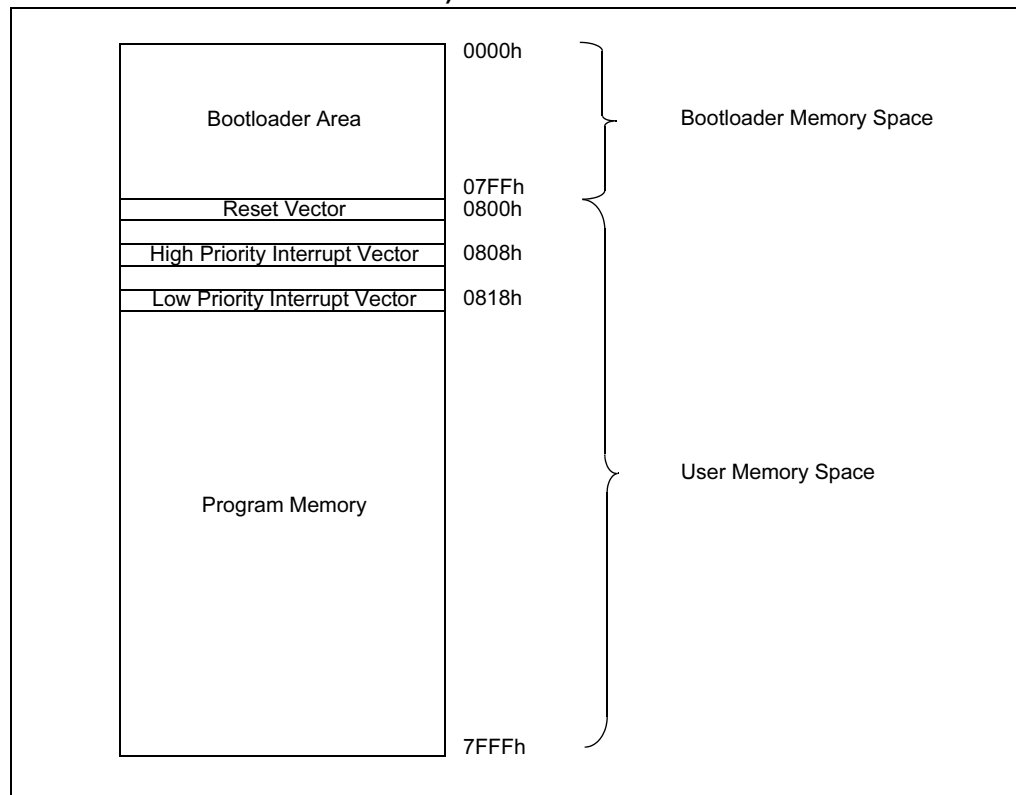 0000h
Bootloader Area
Bootloader Memory Space
07FFh
Reset Vector
0800h
High Priority Interrupt Vector
0808h
Low Priority Interrupt Vector
0818h
User Memory Space
Program Memory
7FFFh